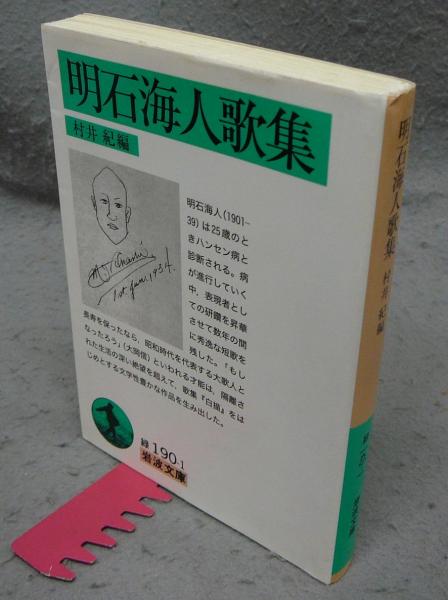 明石海人歌集
村井 紀編
明石海人(1901-
39)は25歳のと
きハンセン病と
診断される。病
が進行していく
中、表現者とし
ての研鑽を昇華
させて数年の間
に秀逸な短歌を
残した。「もし
長寿を保ったなら、昭和時代を代表する大歌人と
なったろう」(大岡信)といわれる才能は、隔離さ
れた生活の深い絶望を超えて、歌集『白描』をは
じめとする文学性豊かな作品を生み出した。
1st June, 1934.
緑190-1
岩波文庫
明石海人歌集
村井 紀編